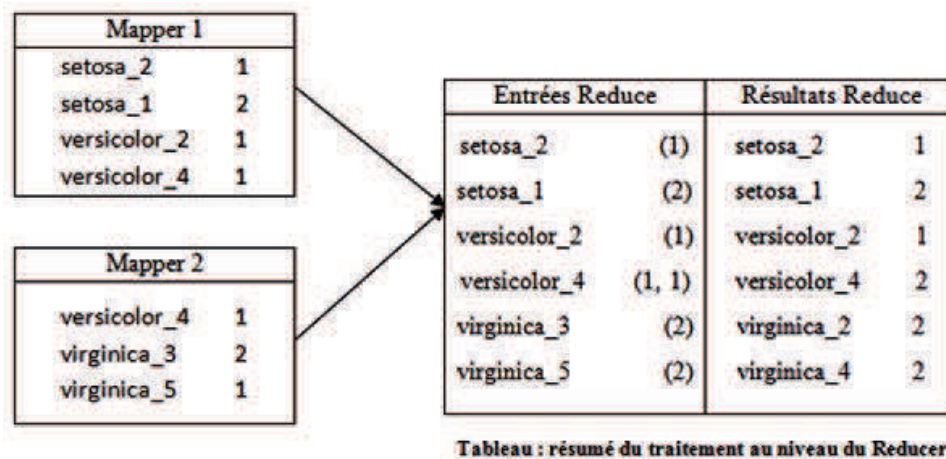 Mapper 1
setosa_2 1
setosa_1 2
versicolor_2 1
versicolor_4 1
Mapper 2
versicolor_4 1
virginica_3 2
virginica_5 1
Entrées Reduce Résultats Reduce
setosa_2 (1) setosa_2 1
setosa_1 (2) setosa_1 2
versicolor_2 (1) versicolor_2 1
versicolor_4 (1, 1) versicolor_4 2
virginica_3 (2) virginica_2 2
virginica_5 (2) virginica_4 2
Tableau : résumé du traitement au niveau du Reducer